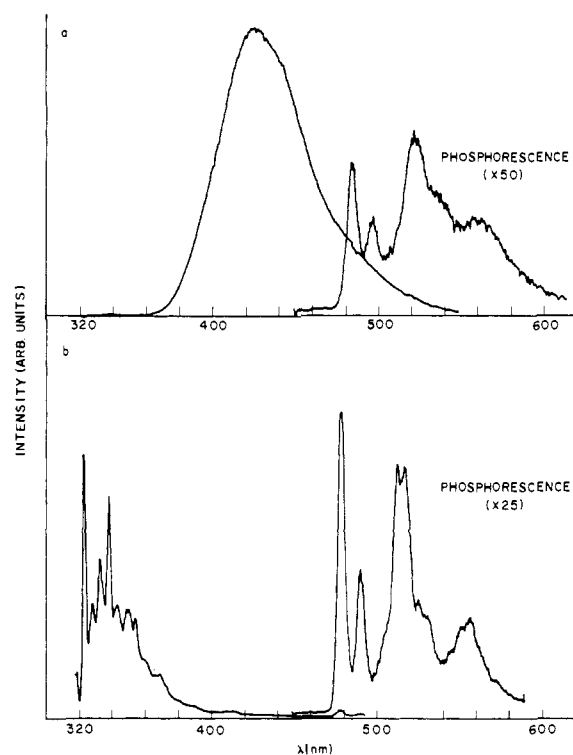 a
PHOSPHORESCENCE
(X50)
320 400 500 600
INTENSITY (ARB. UNITS)
b
PHOSPHORESCENCE
(X25)
320 400 500 600
λ(nm)